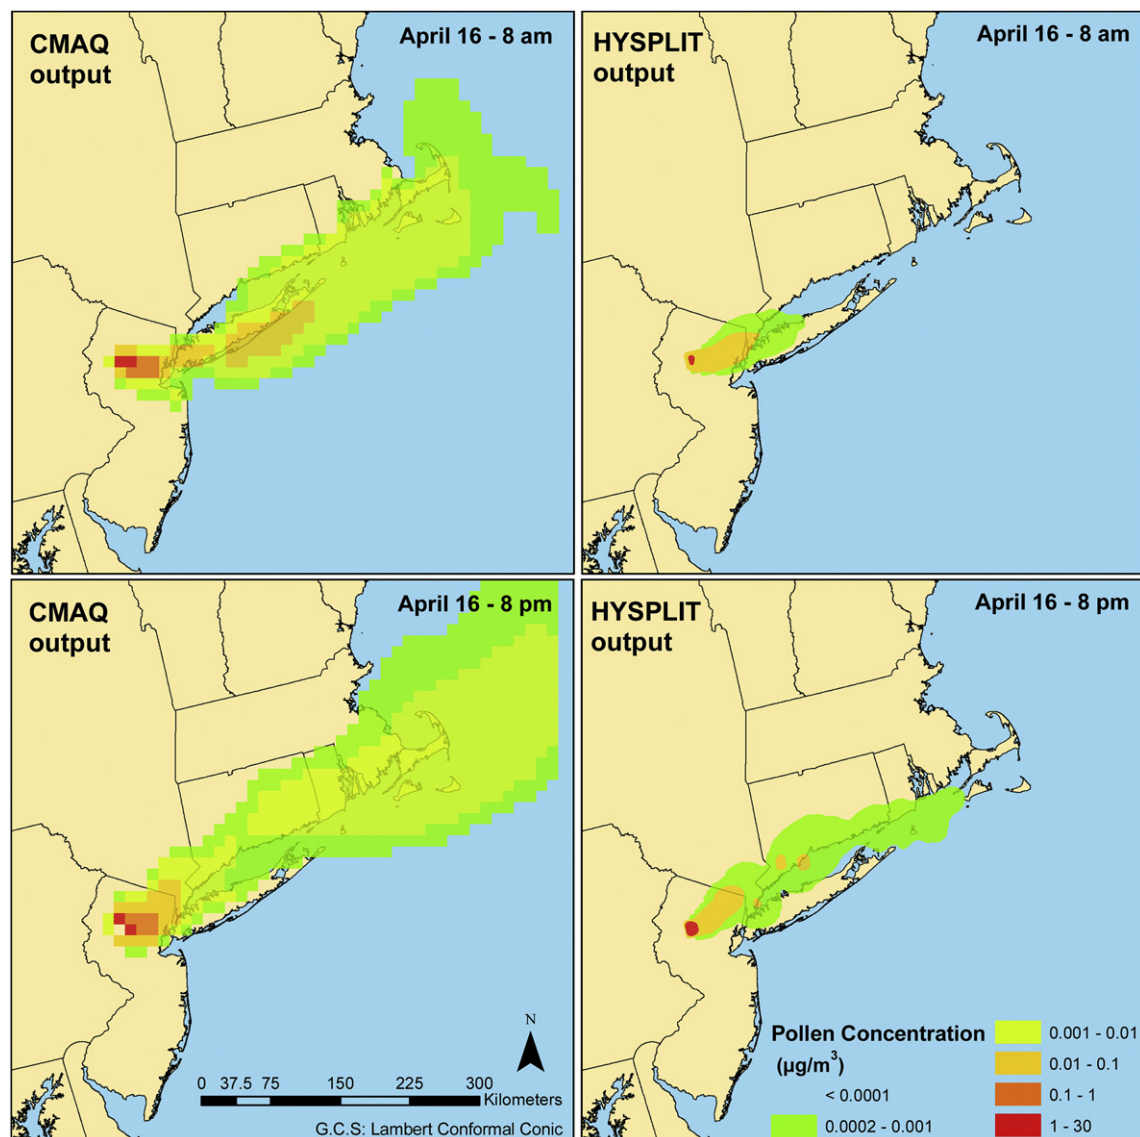 CMAQ
output
April 16 - 8 am
HYSPLIT
output
April 16 - 8 am
CMAQ
output
April 16 - 8 pm
HYSPLIT
output
April 16 - 8 pm
N
0 37.5 75 150 225 300
Kilometers
G.C.S: Lambert Conformal Conic
Pollen Concentration
(µg/m³)
< 0.0001
0.0002 - 0.001
0.001 - 0.01
0.01 - 0.1
0.1 - 1
1 - 30